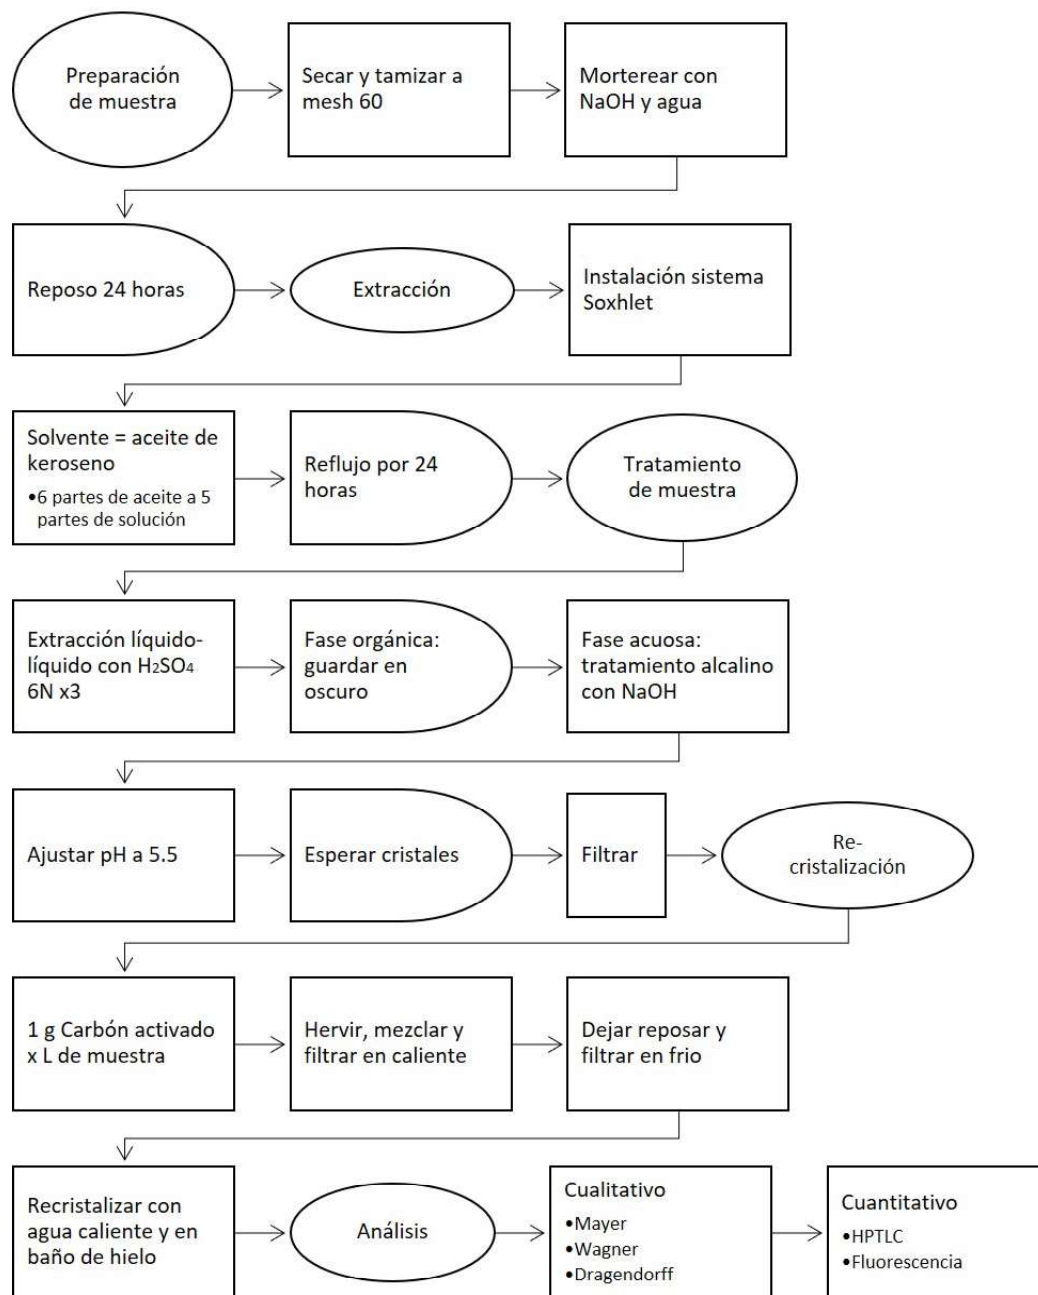 Preparación
de muestra
Secar y tamizar a
mesh 60
Morterear con
NaOH y agua
Reposo 24 horas
Extracción
Instalación sistema
Soxhlet
Solvente = aceite de
keroseno
•6 partes de aceite a 5
partes de solución
Reflujo por 24
horas
Tratamiento
de muestra
Extracción líquido-
líquido con H₂SO₄
6N x3
Fase orgánica:
guardar en
oscuro
Fase acuosa:
tratamiento alcalino
con NaOH
Ajustar pH a 5.5
Esperar cristales
Filtrar
Re-
cristalización
1 g Carbón activado
x L de muestra
Hervir, mezclar y
filtrar en caliente
Dejar reposar y
filtrar en frio
Recristalizar con
agua caliente y en
baño de hielo
Análisis
Cualitativo
•Mayer
•Wagner
•Dragendorff
Cuantitativo
•HPTLC
•Fluorescencia